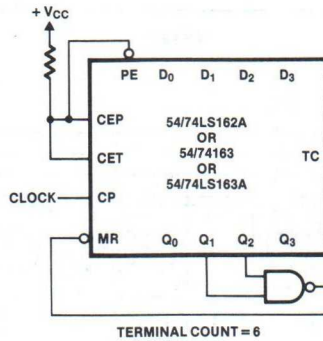 + VCC
PE D0 D1 D2 D3
CEP
54/74LS162A
OR
54/74163
OR
54/74LS163A
CET
TC
CLOCK
CP
MR Q0 Q1 Q2 Q3
TERMINAL COUNT = 6